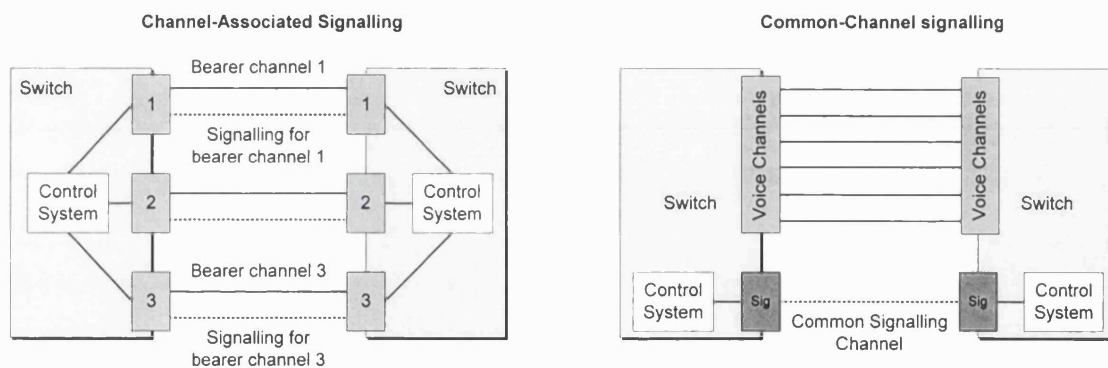 Channel-Associated Signalling
Switch
Bearer channel 1
Switch
1
1
Signalling for
bearer channel 1
Control
System
2
2
Control
System
Bearer channel 3
3
3
Signalling for
bearer channel 3
Common-Channel signalling
Voice Channels
Voice Channels
Switch
Switch
Control
System
Sig
Sig
Control
System
Common Signalling
Channel